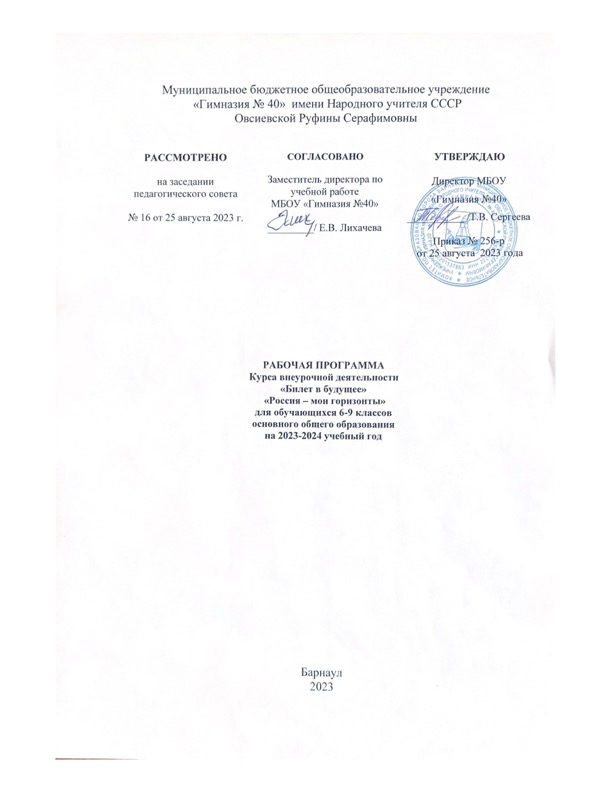 Муниципальное бюджетное общеобразовательное учреждение
«Гимназия № 40» имени Народного учителя СССР
Овсиевской Руфины Серафимовны
РАССМОТРЕНО
на заседании
педагогического совета
№ 16 от 25 августа 2023 г.
СОГЛАСОВАНО
Заместитель директора по
учебной работе
МБОУ «Гимназия №40»
/ Е.В. Лихачева
УТВЕРЖДАЮ
Директор МБОУ
«Гимназия №40»
/Т.В. Сергеева
Приказ № 256-р
от 25 августа 2023 года
РАБОЧАЯ ПРОГРАММА
Курса внеурочной деятельности
«Билет в будущее»
«Россия – мои горизонты»
для обучающихся 6-9 классов
основного общего образования
на 2023-2024 учебный год
Барнаул
2023